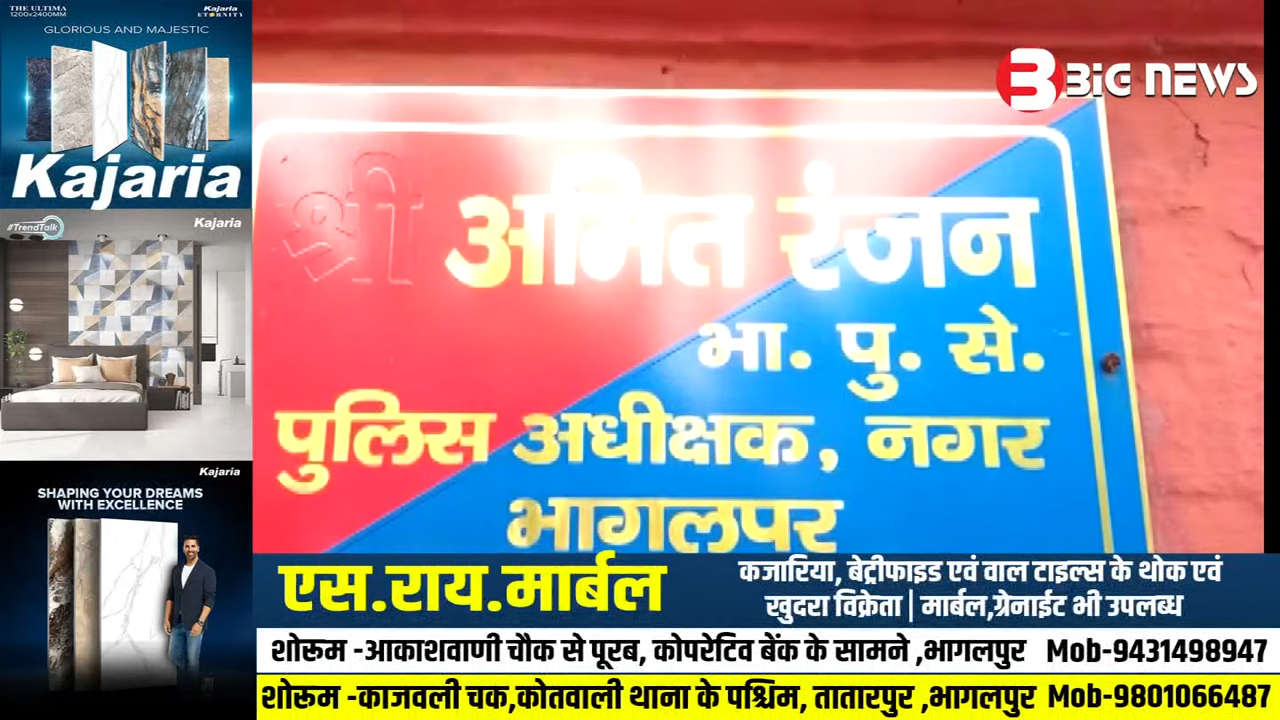 THE ULTIMA
1200x2400MM
Kajaria
ETERNITY
GLORIOUS AND MAJESTIC
Kajaria
#TrendTalk
Kajaria
Kajaria
SHAPING YOUR DREAMS
WITH EXCELLENCE
3 BIG NEWS
श्री अमित रंजन
भा. पु. से.
पुलिस अधीक्षक, नगर
भागलपुर
एस.राय.मार्बल
कजारिया, बेट्रीफाइड एवं वाल टाइल्स के थोक एवं
खुदरा विक्रेता | मार्बल,ग्रेनाईट भी उपलब्ध
शोरूम -आकाशवाणी चौक से पूरब, कोपरेटिव बेंक के सामने ,भागलपुर Mob-9431498947
शोरूम -काजवली चक,कोतवाली थाना के पश्चिम, तातारपुर ,भागलपुर Mob-9801066487